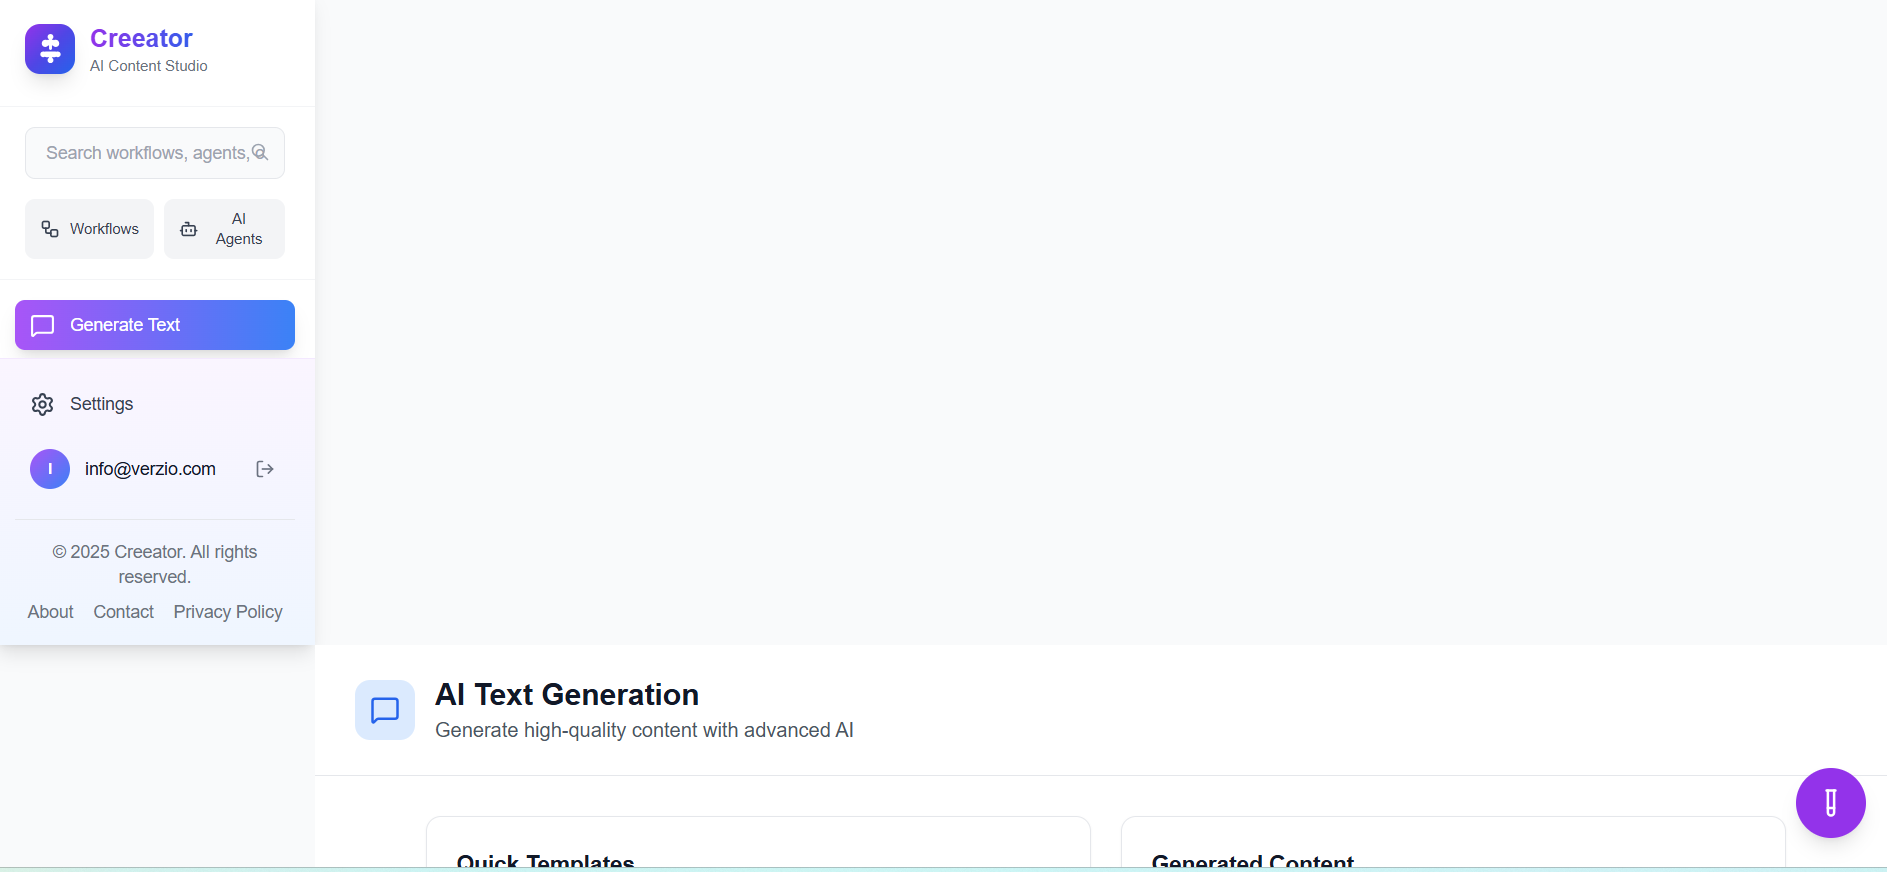 Creeator
AI Content Studio
Search workflows, agents,
Workflows
AI
Agents
Generate Text
Settings
I
info@verzio.com
© 2025 Creeator. All rights
reserved.
About Contact Privacy Policy
AI Text Generation
Generate high-quality content with advanced AI
Quick Templates
Generated Content